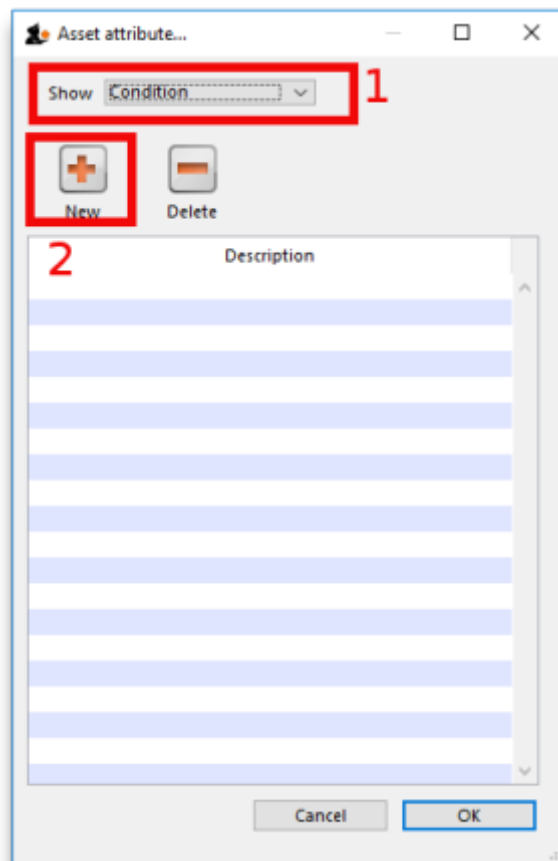 Asset attribute...
Show Condition 1
New Delete
2 Description
Cancel OK